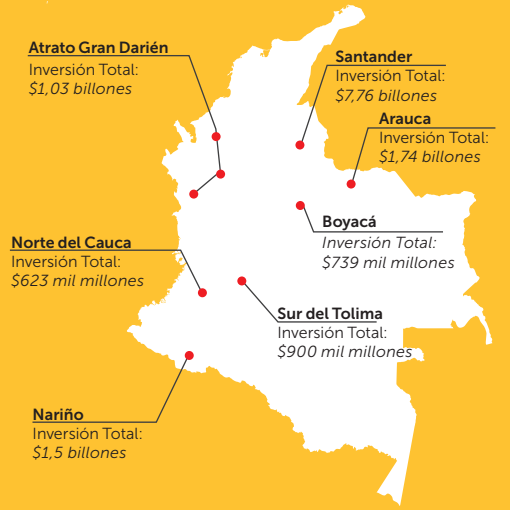 Atrato Gran Darién
Inversión Total:
$1,03 billones
Santander
Inversión Total:
$7,76 billones
Arauca
Inversión Total:
$1,74 billones
Boyacá
Inversión Total:
$739 mil millones
Norte del Cauca
Inversión Total:
$623 mil millones
Sur del Tolima
Inversión Total:
$900 mil millones
Nariño
Inversión Total:
$1,5 billones